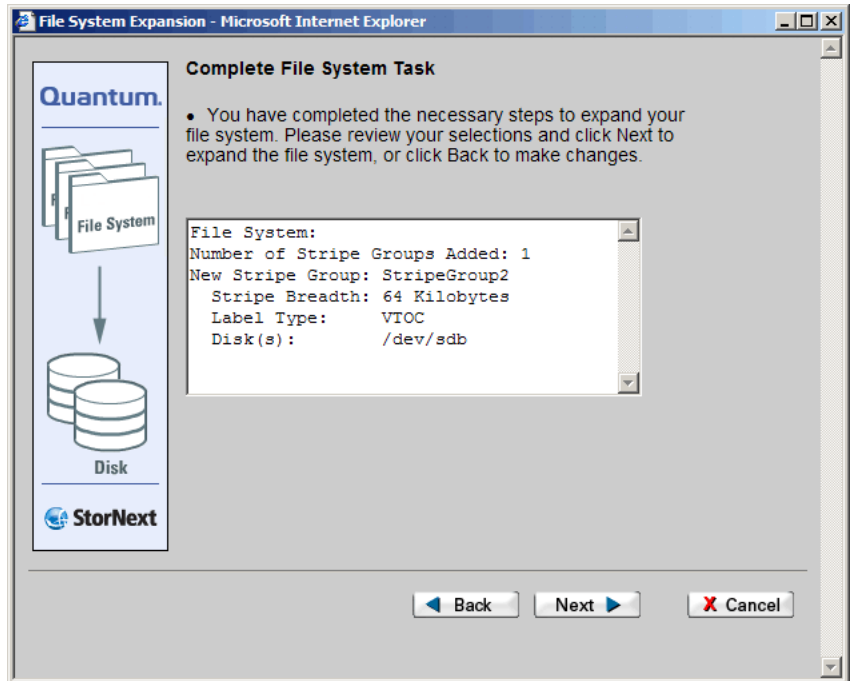 File System Expansion - Microsoft Internet Explorer
Complete File System Task
Quantum.
• You have completed the necessary steps to expand your
file system. Please review your selections and click Next to
expand the file system, or click Back to make changes.
F
F
File System
File System:
Number of Stripe Groups Added: 1
New Stripe Group: StripeGroup2
Stripe Breadth: 64 Kilobytes
Label Type: VTOC
Disk(s): /dev/sdb
Disk
StorNext
Back
Next
X Cancel